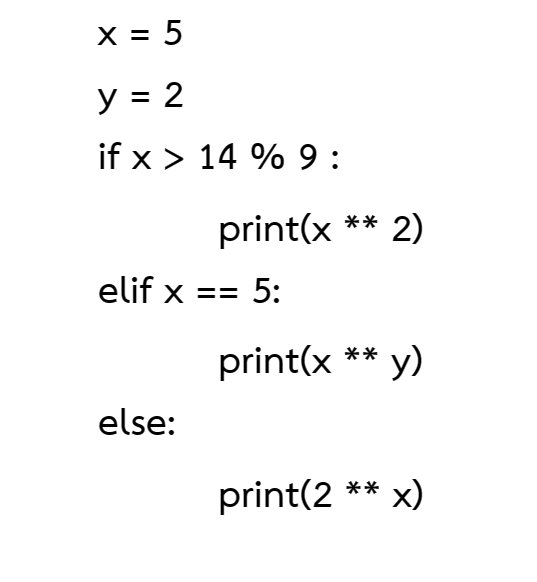 x = 5
y = 2
if x > 14 % 9 :
print(x ** 2)
elif x == 5:
print(x ** y)
else:
print(2 ** x)